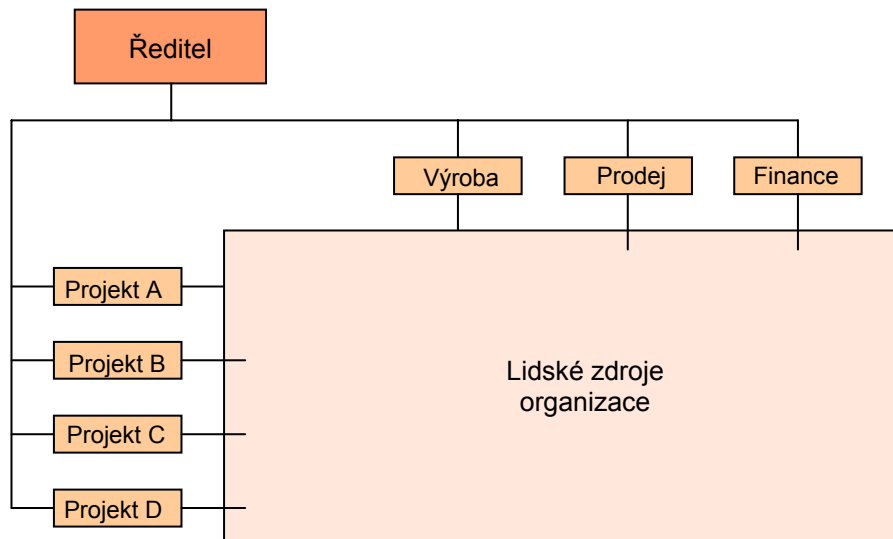 Ředitel
Výroba
Prodej
Finance
Projekt A
Projekt B
Projekt C
Projekt D
Lidské zdroje
organizace